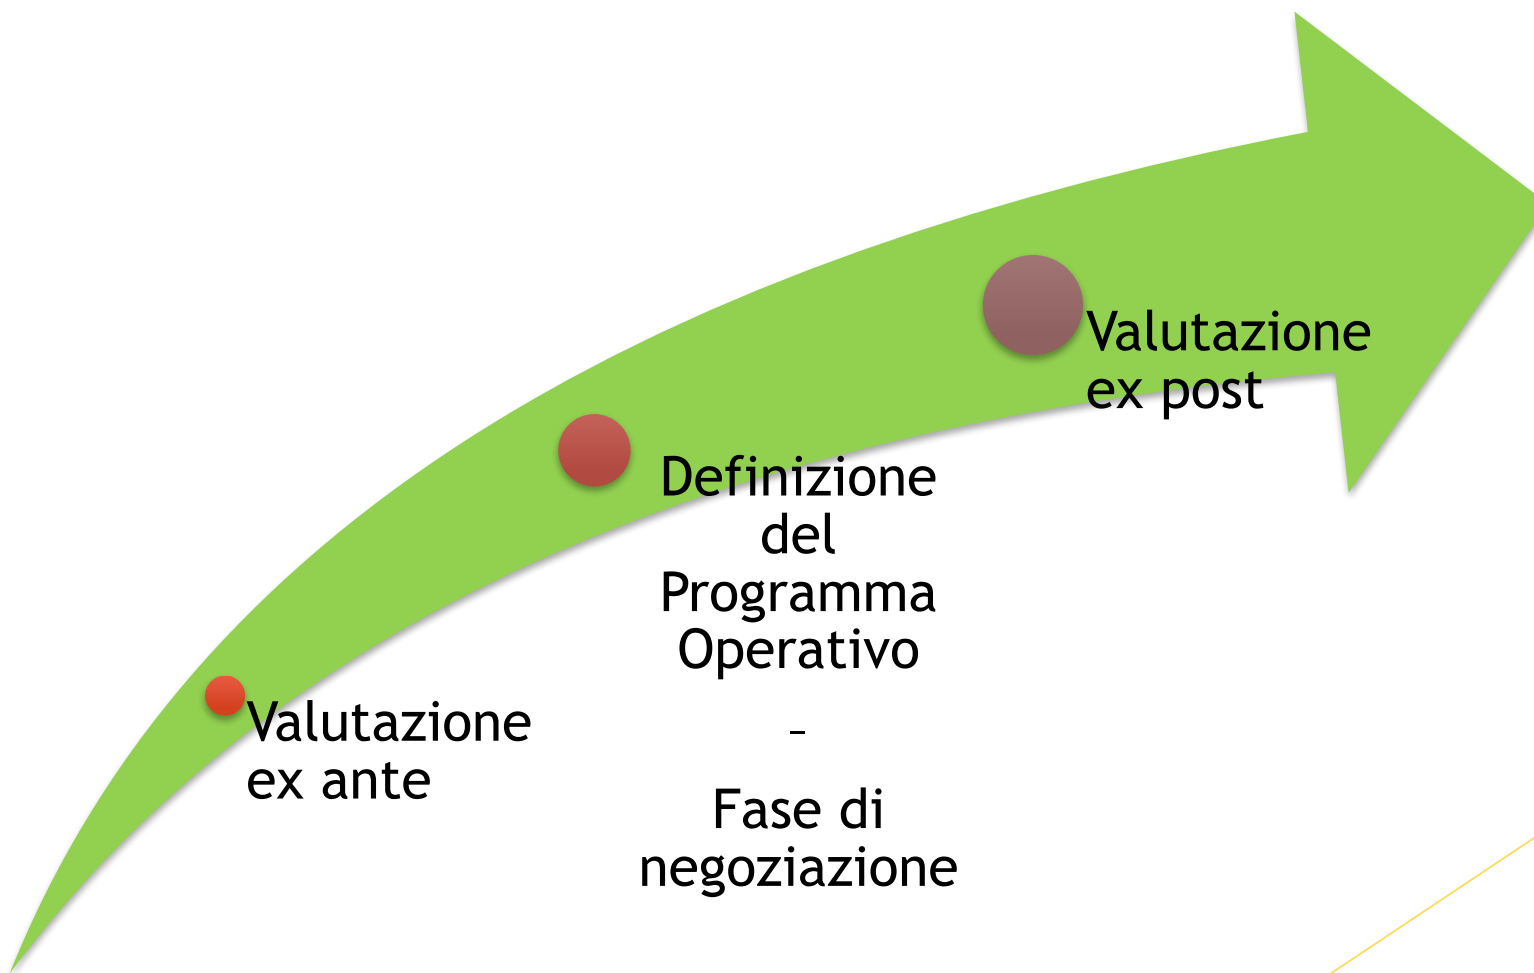 Valutazione
ex ante
Definizione
del
Programma
Operativo
–
Fase di
negoziazione
Valutazione
ex post